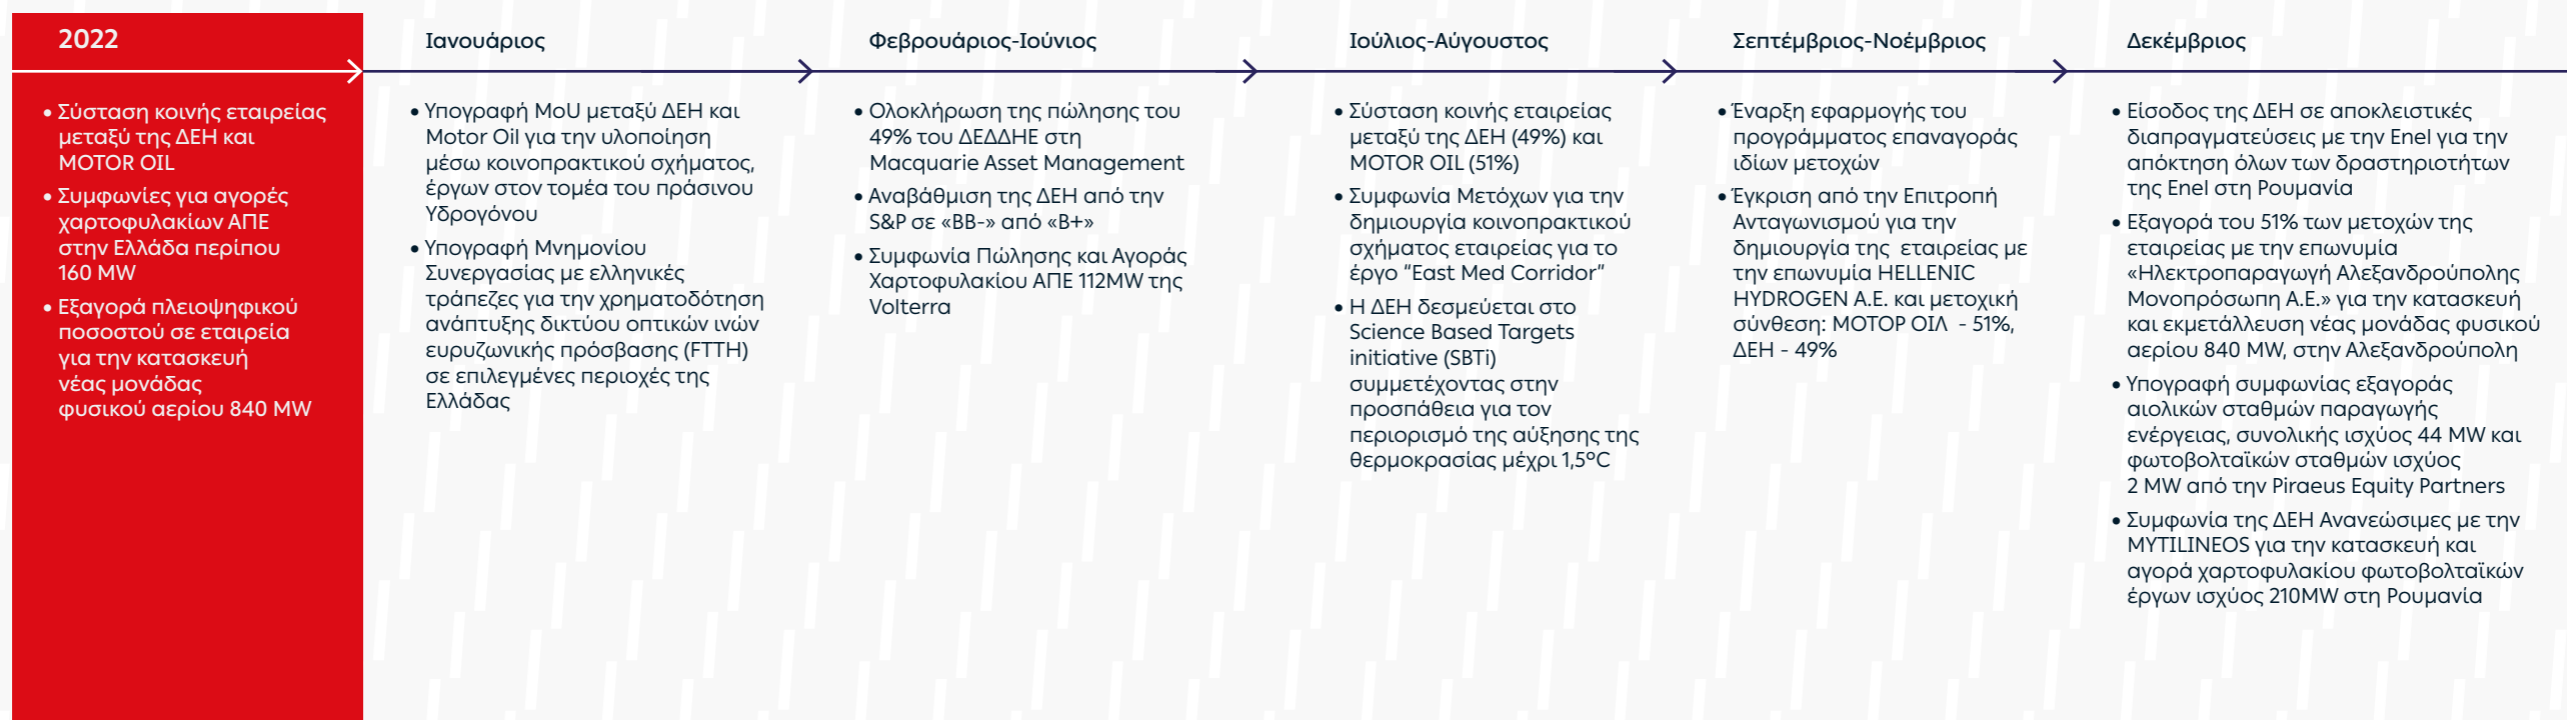 2022
• Σύσταση κοινής εταιρείας
μεταξύ της ΔΕΗ και
MOTOR OIL
• Συμφωνίες για αγορές
χαρτοφυλακίων ΑΠΕ
στην Ελλάδα περίπου
160 MW
• Εξαγορά πλειοψηφικού
ποσοστού σε εταιρεία
για την κατασκευή
νέας μονάδας
φυσικού αερίου 840 MW
Ιανουάριος
• Υπογραφή MoU μεταξύ ΔΕΗ και
Motor Oil για την υλοποίηση
μέσω κοινοπρακτικού σχήματος,
έργων στον τομέα του πράσινου
Υδρογόνου
• Υπογραφή Μνημονίου
Συνεργασίας με ελληνικές
τράπεζες για την χρηματοδότηση
ανάπτυξης δικτύου οπτικών ινών
ευρυζωνικής πρόσβασης (FTTH)
σε επιλεγμένες περιοχές της
Ελλάδας
Φεβρουάριος-Ιούνιος
• Ολοκλήρωση της πώλησης του
49% του ΔΕΔΔΗΕ στη
Macquarie Asset Management
• Αναβάθμιση της ΔΕΗ από την
S&P σε «BB-» από «B+»
• Συμφωνία Πώλησης και Αγοράς
Χαρτοφυλακίου ΑΠΕ 112MW της
Volterra
Ιούλιος-Αύγουστος
• Σύσταση κοινής εταιρείας
μεταξύ της ΔΕΗ (49%) και
MOTOR OIL (51%)
• Συμφωνία Μετόχων για την
δημιουργία κοινοπρακτικού
σχήματος εταιρείας για το
έργο “East Med Corridor”
• Η ΔΕΗ δεσμεύεται στο
Science Based Targets
initiative (SBTi)
συμμετέχοντας στην
προσπάθεια για τον
περιορισμό της αύξησης της
θερμοκρασίας μέχρι 1,5ºC
Σεπτέμβριος-Νοέμβριος
• Έναρξη εφαρμογής του
προγράμματος επαναγοράς
ιδίων μετοχών
• Έγκριση από την Επιτροπή
Ανταγωνισμού για την
δημιουργία της εταιρείας με
την επωνυμία HELLENIC
HYDROGEN Α.Ε. και μετοχική
σύνθεση: ΜΟΤΟΡ ΟΙΛ - 51%,
ΔΕΗ - 49%
Δεκέμβριος
• Είσοδος της ΔΕΗ σε αποκλειστικές
διαπραγματεύσεις με την Enel για την
απόκτηση όλων των δραστηριοτήτων
της Enel στη Ρουμανία
• Εξαγορά του 51% των μετοχών της
εταιρείας με την επωνυμία
«Ηλεκτροπαραγωγή Αλεξανδρούπολης
Μονοπρόσωπη Α.Ε.» για την κατασκευή
και εκμετάλλευση νέας μονάδας φυσικού
αερίου 840 MW, στην Αλεξανδρούπολη
• Υπογραφή συμφωνίας εξαγοράς
αιολικών σταθμών παραγωγής
ενέργειας, συνολικής ισχύος 44 MW και
φωτοβολταϊκών σταθμών ισχύος
2 MW από την Piraeus Equity Partners
• Συμφωνία της ΔΕΗ Ανανεώσιμες με την
MYTILINEOS για την κατασκευή και
αγορά χαρτοφυλακίου φωτοβολταϊκών
έργων ισχύος 210MW στη Ρουμανία